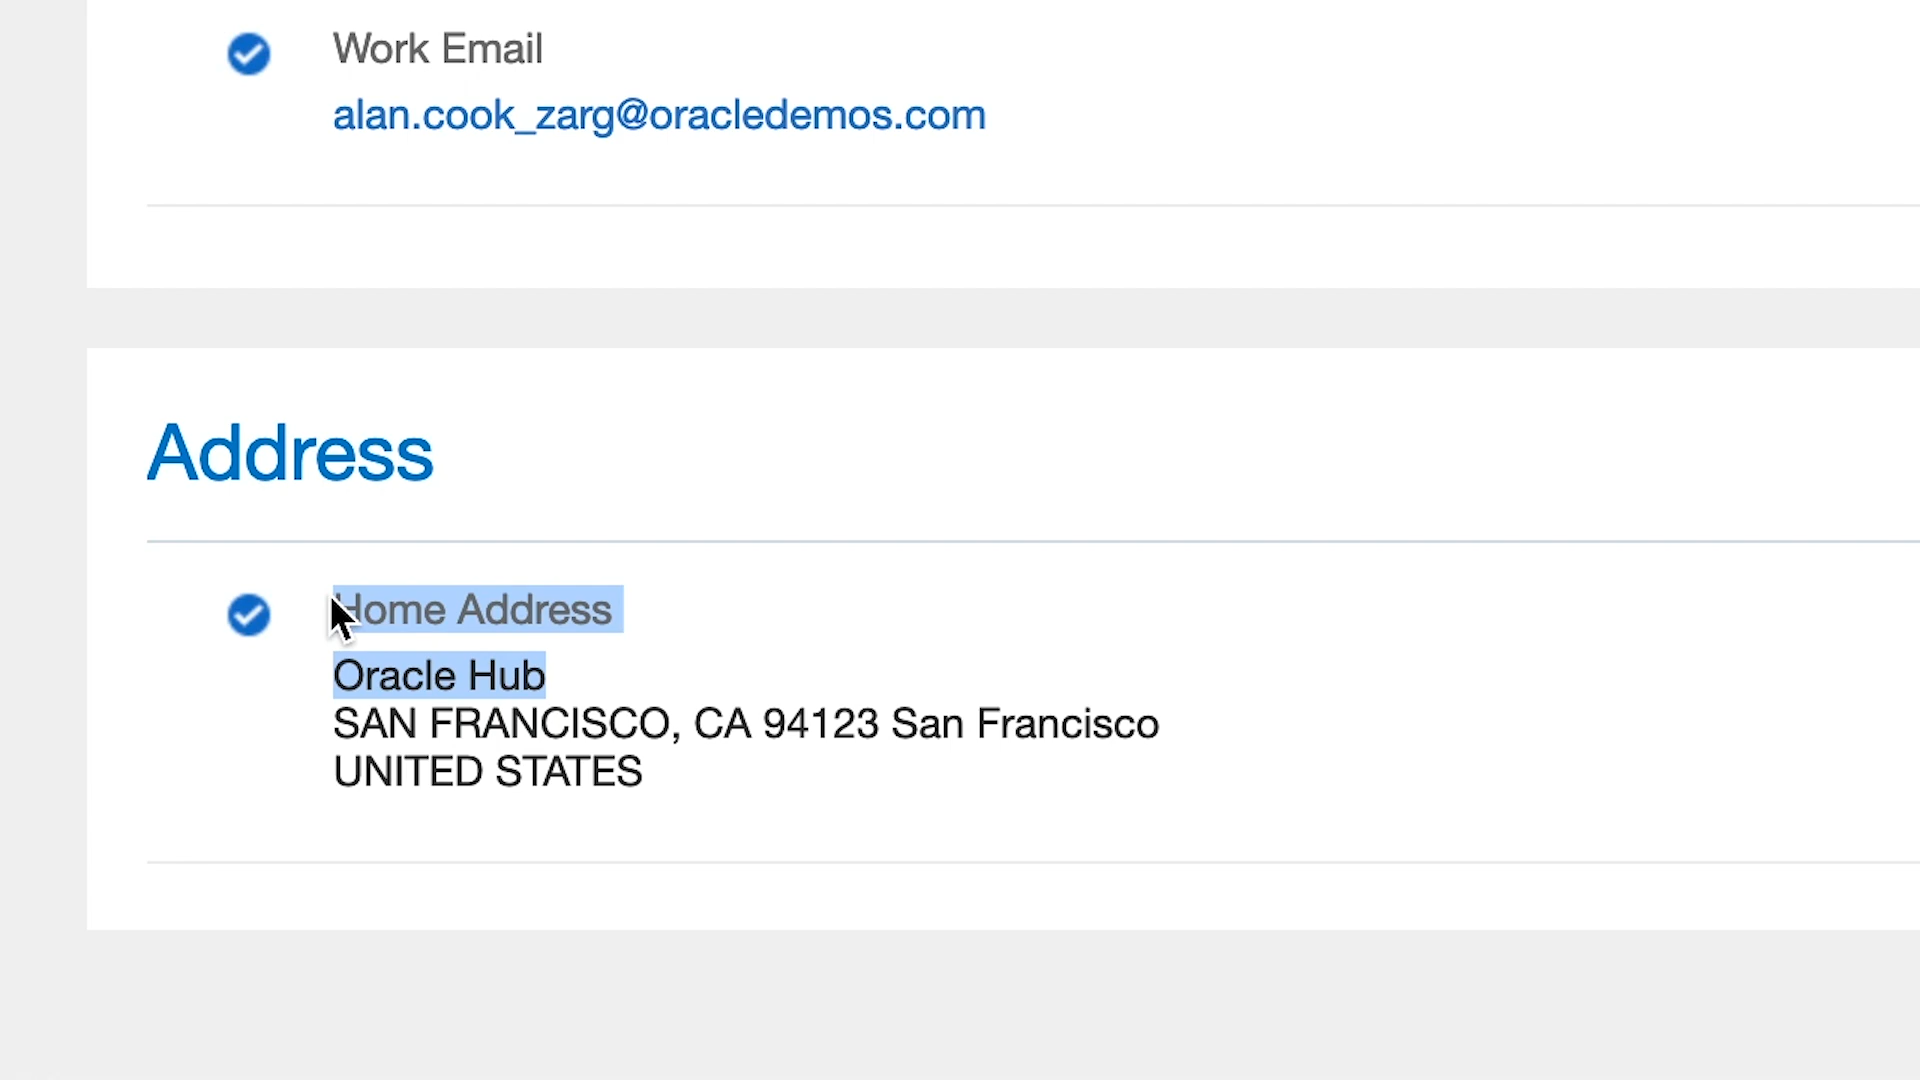 Work Email
alan.cook_zarg@oracledemos.com
Address
Home Address
Oracle Hub
SAN FRANCISCO, CA 94123 San Francisco
UNITED STATES